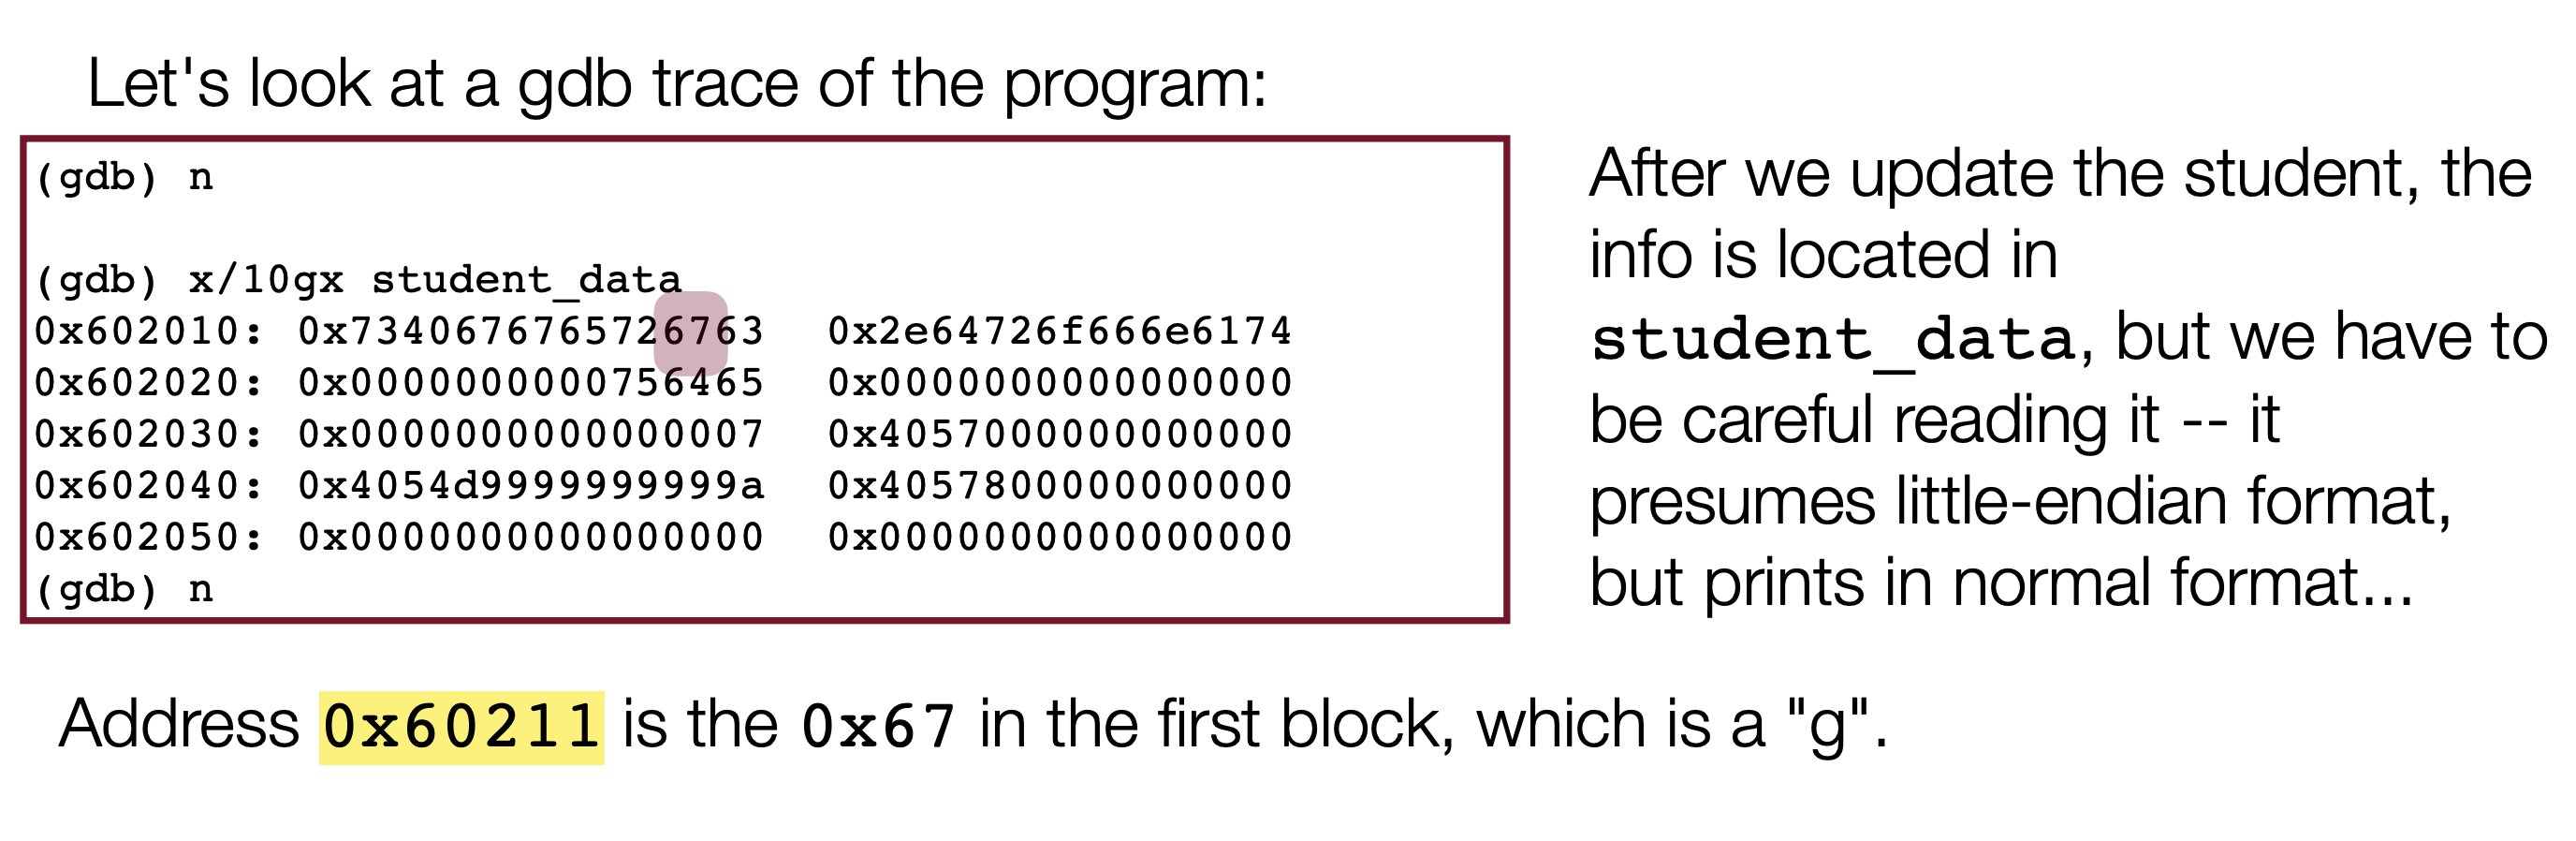 Let's look at a gdb trace of the program:
(gdb) n
(gdb) x/10gx student_data
0x602010: 0x7340676765726763 0x2e64726f666e6174
0x602020: 0x0000000000756465 0x0000000000000000
0x602030: 0x0000000000000007 0x4057000000000000
0x602040: 0x4054d9999999999a 0x4057800000000000
0x602050: 0x0000000000000000 0x0000000000000000
(gdb) n
After we update the student, the
info is located in
student_data, but we have to
be careful reading it -- it
presumes little-endian format,
but prints in normal format...
Address 0x60211 is the 0x67 in the first block, which is a "g".